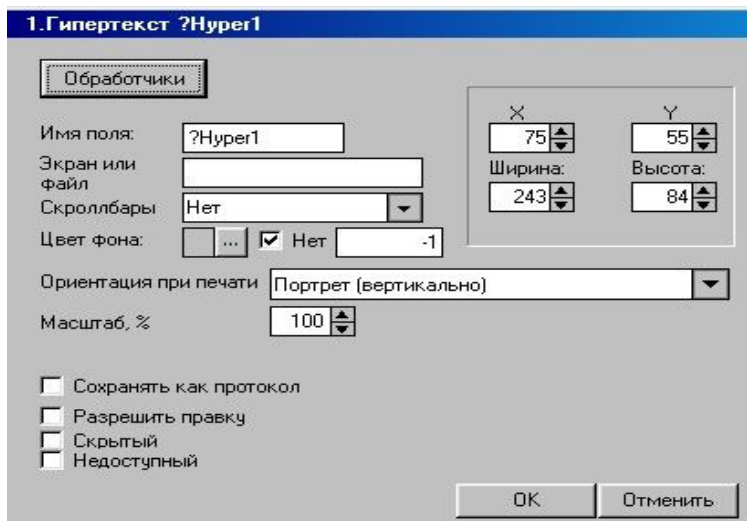 1.Гипертекст ?Hyper1
Обработчики
X Y
Имя поля: ?Hyper1 75 55
Экран или файл
Ширина: Высота:
Скроллбары Нет 243 84
Цвет фона: ... Нет -1
Ориентация при печати Портрет (вертикально)
Масштаб, % 100
Сохранять как протокол
Разрешить правку
Скрытый
Недоступный
OK Отменить